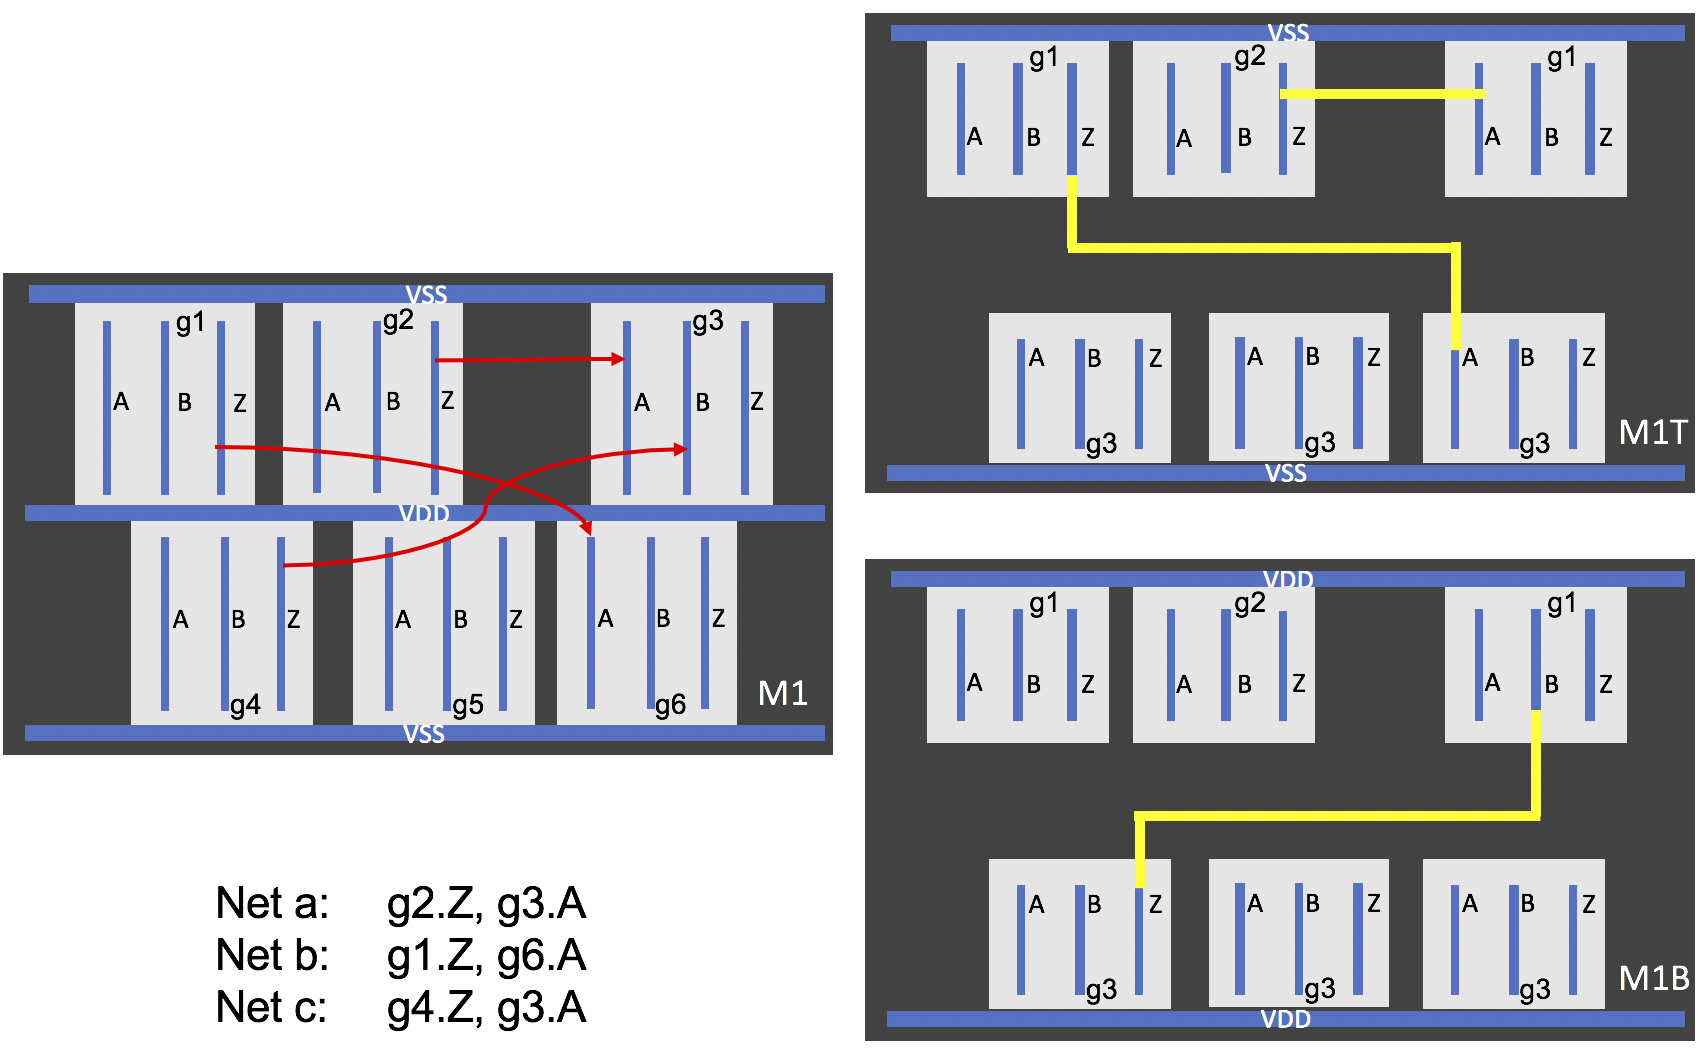 VSS
g1 g2 g3
A B Z A B Z A B Z
VDD
A B Z A B Z A B Z
g4 g5 g6
M1
VSS
Net a: g2.Z, g3.A
Net b: g1.Z, g6.A
Net c: g4.Z, g3.A
VSS
g1 g2 g1
A B Z A B Z A B Z
A B Z A B Z A B Z
g3 g3 g3
M1T
VSS
VDD
g1 g2 g1
A B Z A B Z A B Z
A B Z A B Z A B Z
g3 g3 g3
M1B
VDD